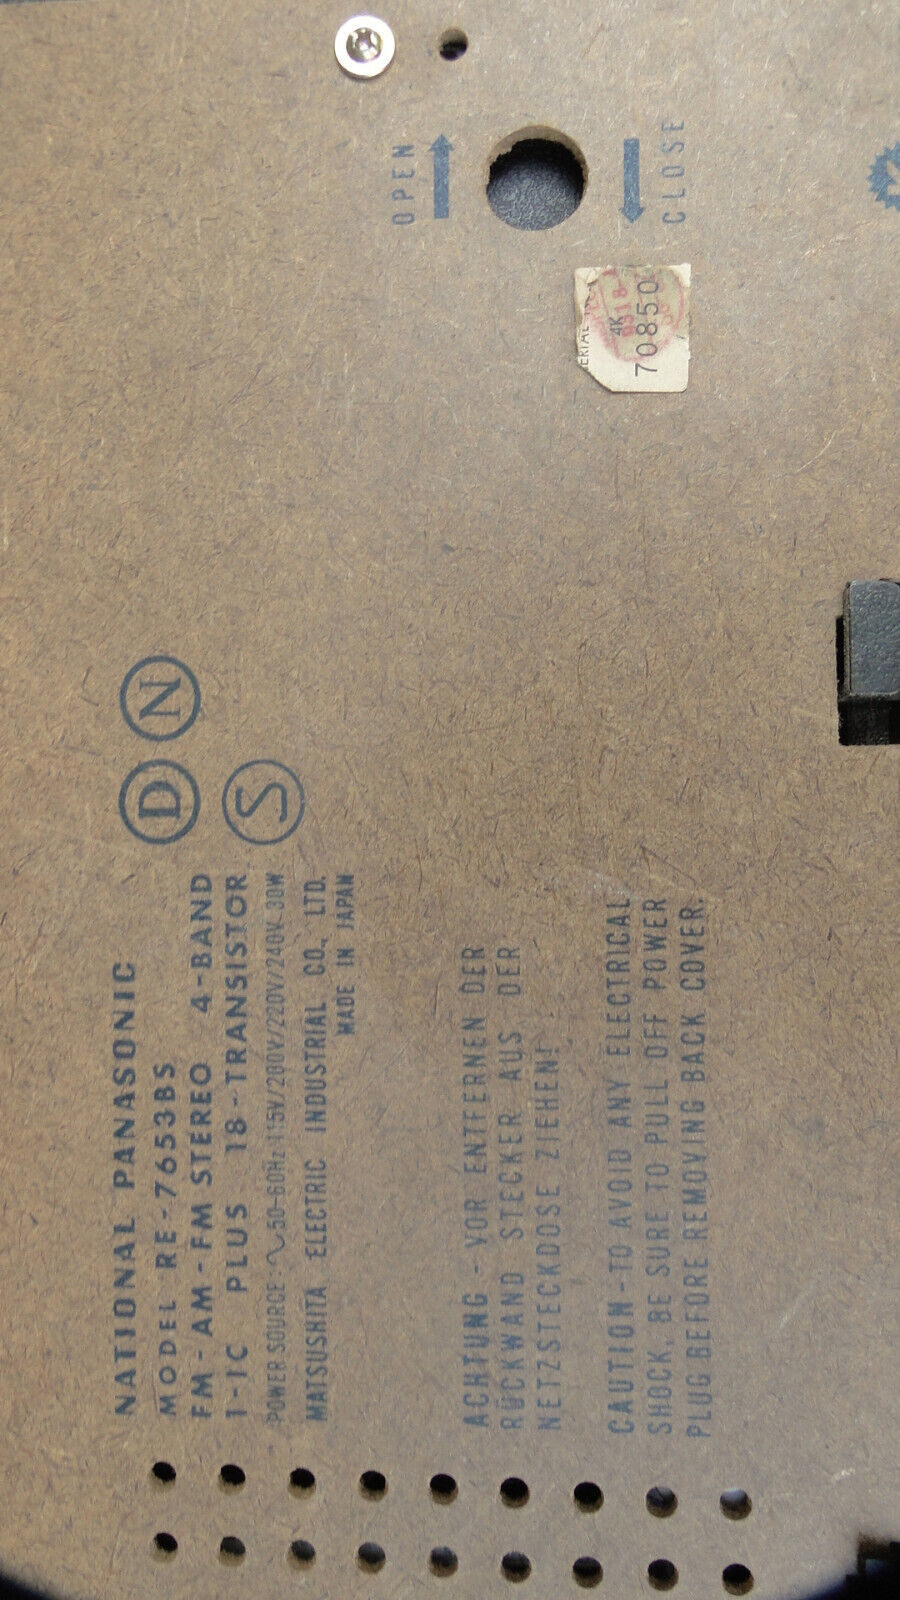 NATIONAL PANASONIC
MODEL RE-7653BS
FM-AM-FM STEREO 4-BAND
1-IC PLUS 18-TRANSISTOR
POWER SOURCE: ~ 50-60Hz 115V/200V/220V/240V 30W
MATSUSHITA ELECTRIC INDUSTRIAL CO., LTD.
MADE IN JAPAN
D N
S
ACHTUNG - VOR ENTFERNEN DER
RÜCKWAND STECKER AUS DER
NETZSTECKDOSE ZIEHEN!
CAUTION - TO AVOID ANY ELECTRICAL
SHOCK, BE SURE TO PULL OFF POWER
PLUG BEFORE REMOVING BACK COVER.
OPEN
CLOSE
4K
70850